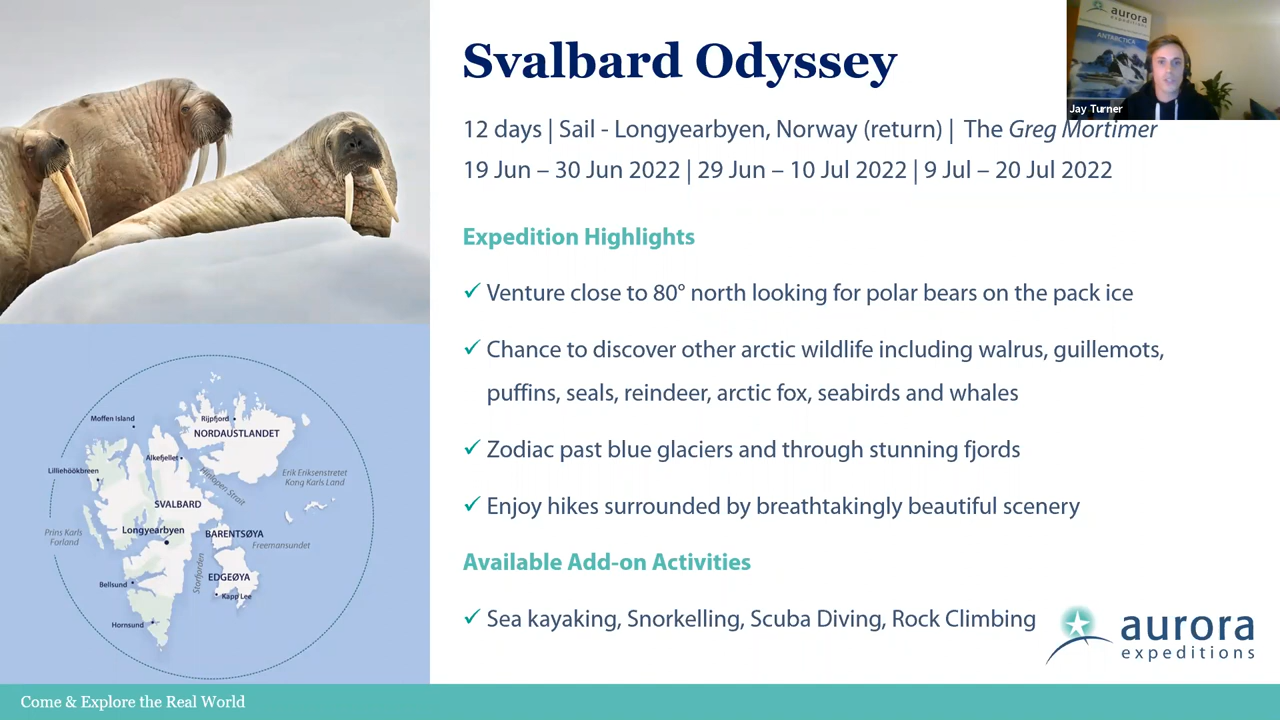 Svalbard Odyssey
12 days | Sail - Longyearbyen, Norway (return) | The Greg Mortimer
19 Jun – 30 Jun 2022 | 29 Jun – 10 Jul 2022 | 9 Jul – 20 Jul 2022
Expedition Highlights
✓ Venture close to 80° north looking for polar bears on the pack ice
✓ Chance to discover other arctic wildlife including walrus, guillemots,
puffins, seals, reindeer, arctic fox, seabirds and whales
✓ Zodiac past blue glaciers and through stunning fjords
✓ Enjoy hikes surrounded by breathtakingly beautiful scenery
Available Add-on Activities
✓ Sea kayaking, Snorkelling, Scuba Diving, Rock Climbing
aurora
expeditions
aurora
expeditions
ANTARCTICA
Jay Turner
Moffen Island
Rijpfjord
NORDAUSTLANDET
Alkefjellet
Lilliehöökbreen
Hinlopen Strait
Erik Eriksenstretet
Kong Karls Land
SVALBARD
Longyearbyen
Prins Karls
Forland
BARENTSØYA
Freemansundet
Storfjorden
EDGEØYA
Bellsund
Kapp Lee
Hornsund
Come & Explore the Real World